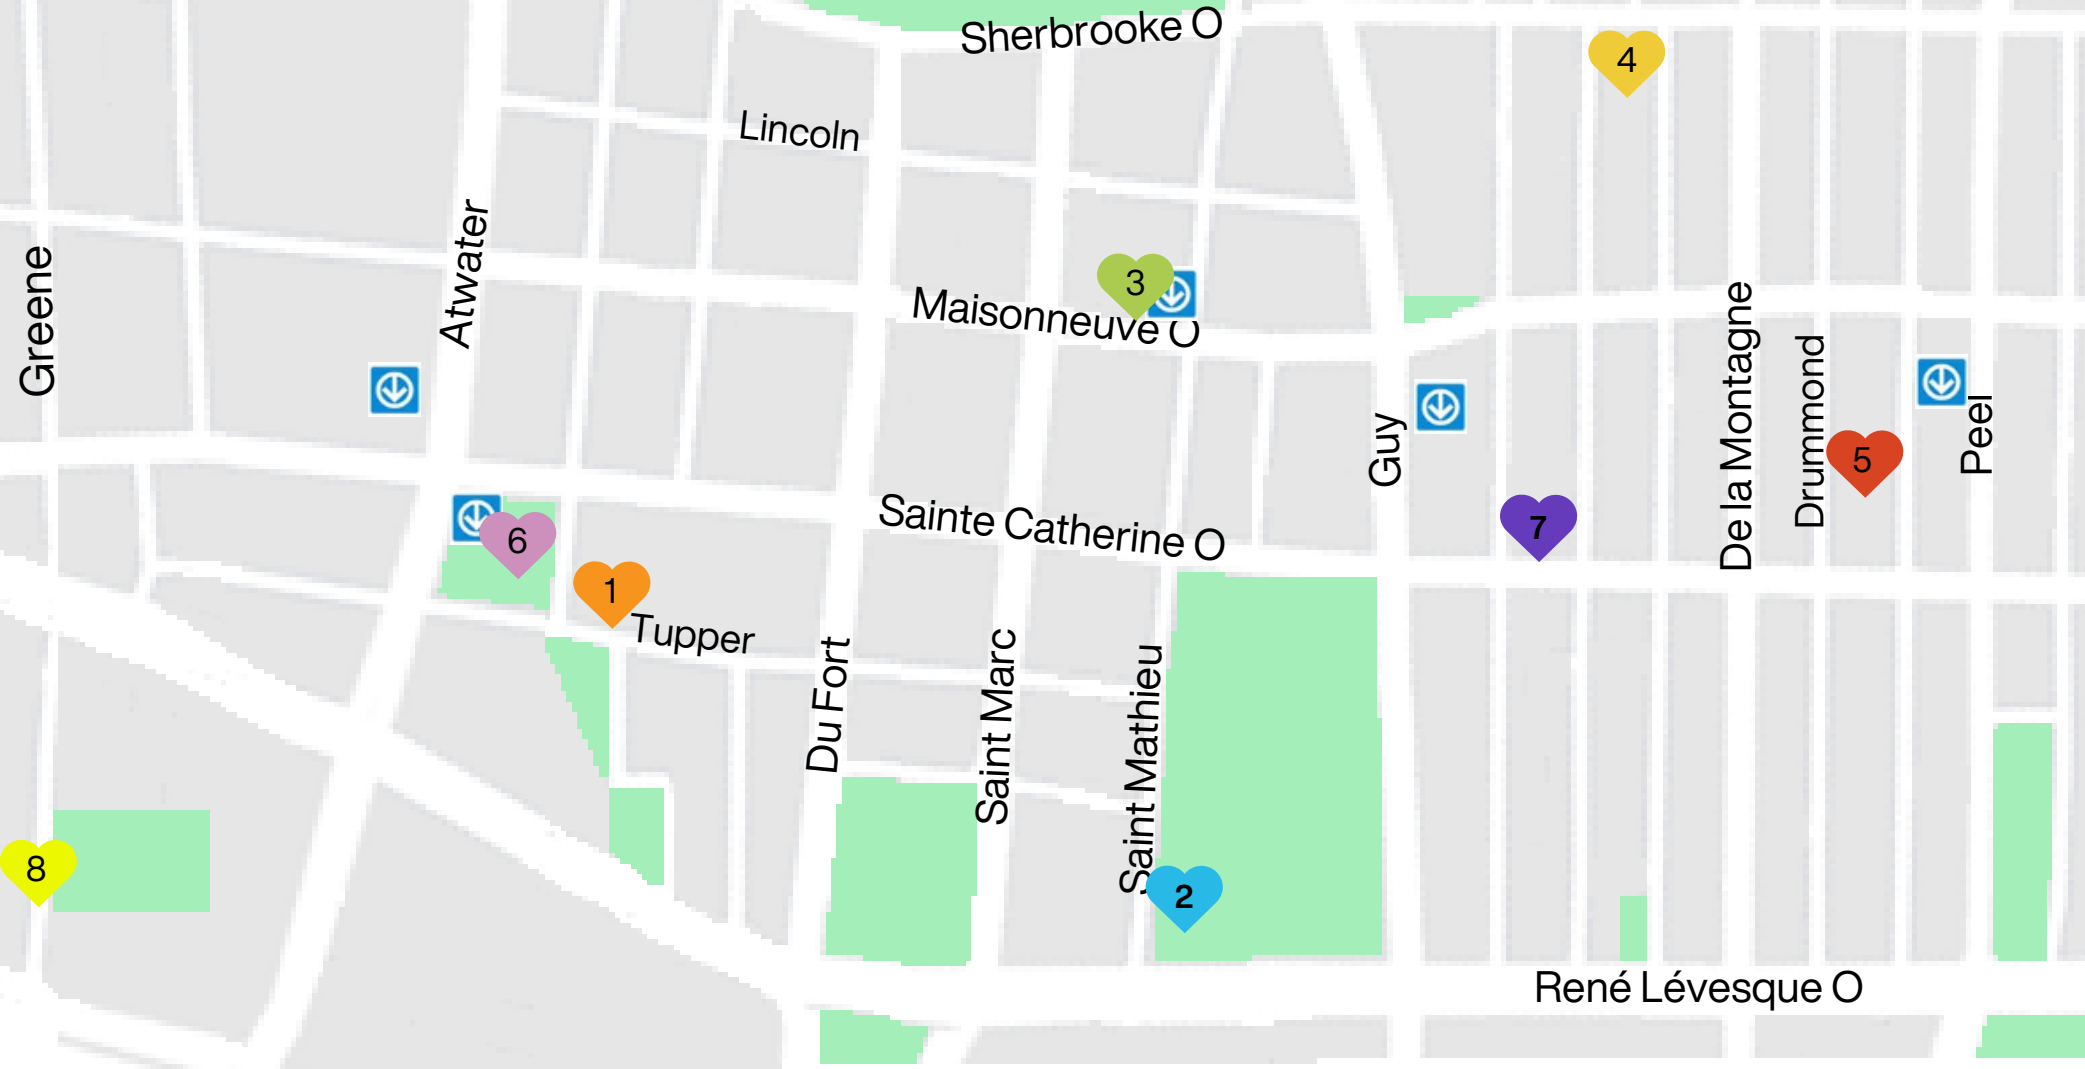 Sherbrooke O
4
Lincoln
Atwater
Greene
3
Maisonneuve O
De la Montagne
Drummond
Peel
Guy
5
7
Sainte Catherine O
6
1
Tupper
Du Fort
Saint Marc
Saint Mathieu
8
2
René Lévesque O